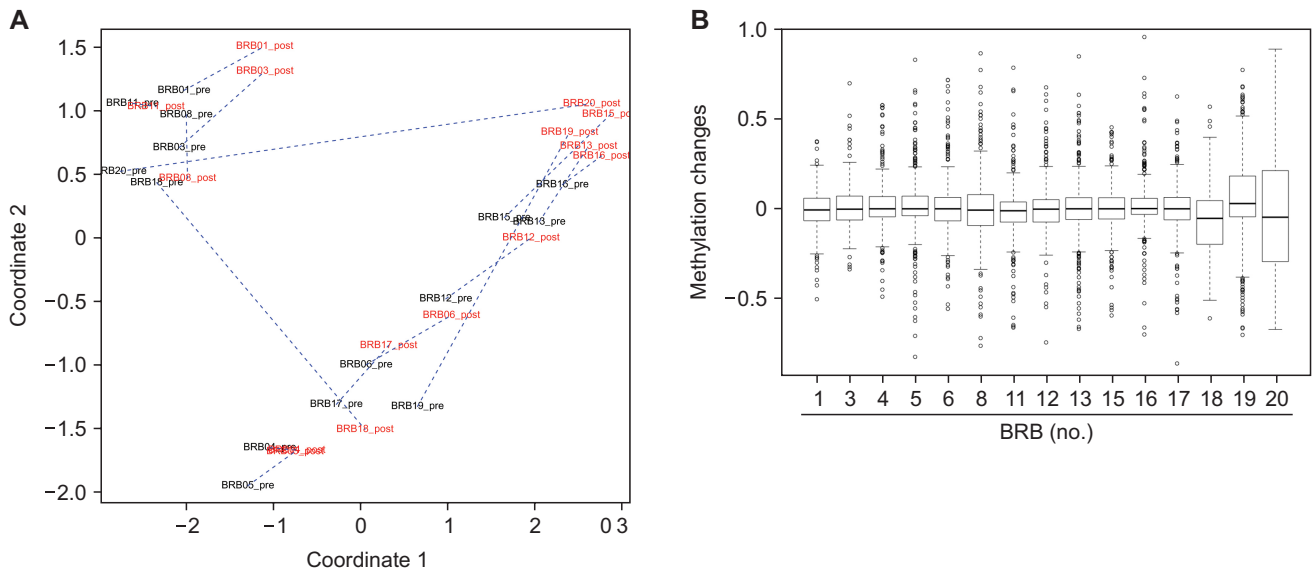 A
1.5
1.0
0.5
0
−0.5
−1.0
−1.5
−2.0
Coordinate 2
BRB01_post
BRB03_post
BRB01_pre
BRB11_pre
BRB08_pre
BRB03_pre
BRB18_pre
BRB08_post
BRB20_post
BRB19_post
BRB13_post
BRB16_post
BRB16_pre
BRB15_pre
BRB13_pre
BRB12_post
BRB12_pre
BRB06_post
BRB17_post
BRB06_pre
BRB17_pre
BRB19_pre
BRB18_post
BRB04_pre
BRB05_pre
−2
−1
0
1
2
0 3
Coordinate 1
B
1.0
0.5
0
−0.5
Methylation changes
1 3 4 5 6 8 11 12 13 15 16 17 18 19 20
BRB (no.)